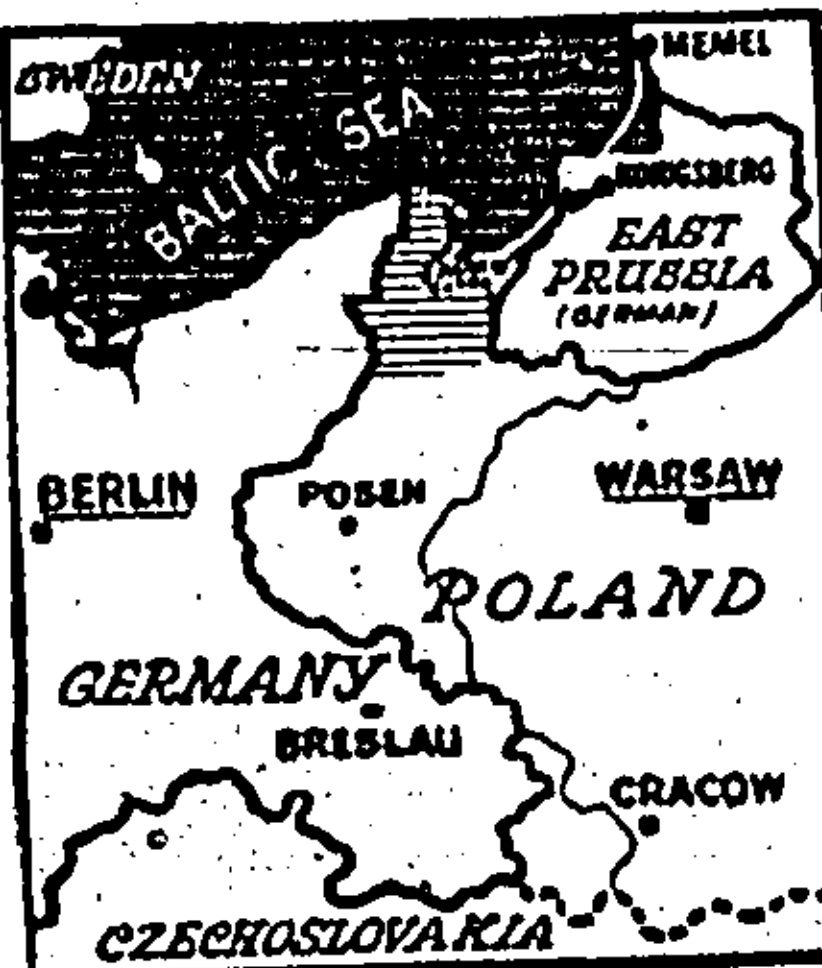 SWEDEN
MEMEL
BALTIC SEA
KONIGSBERG
EAST
PRUSSIA
(GERMAN)
BERLIN
POSEN
WARSAW
POLAND
GERMANY
BRESLAU
CRACOW
CZECHOSLOVAKIA